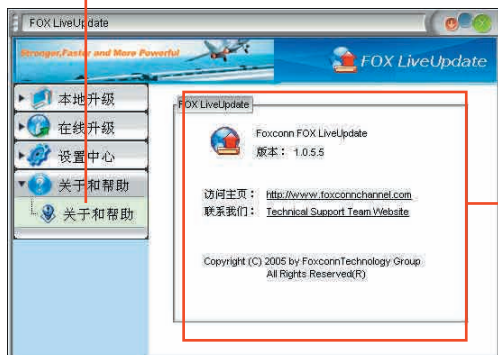 FOX LiveUpdate
Stronger,Faster and More Powerful
FOX LiveUpdate
本地升级
在线升级
设置中心
关于和帮助
关于和帮助
FOX LiveUpdate
Foxconn FOX LiveUpdate
版本： 1.0.5.5
访问主页： http://www.foxconnchannel.com
联系我们： Technical Support Team Website
Copyright (C) 2005 by FoxconnTechnology Group
All Rights Reserved(R)